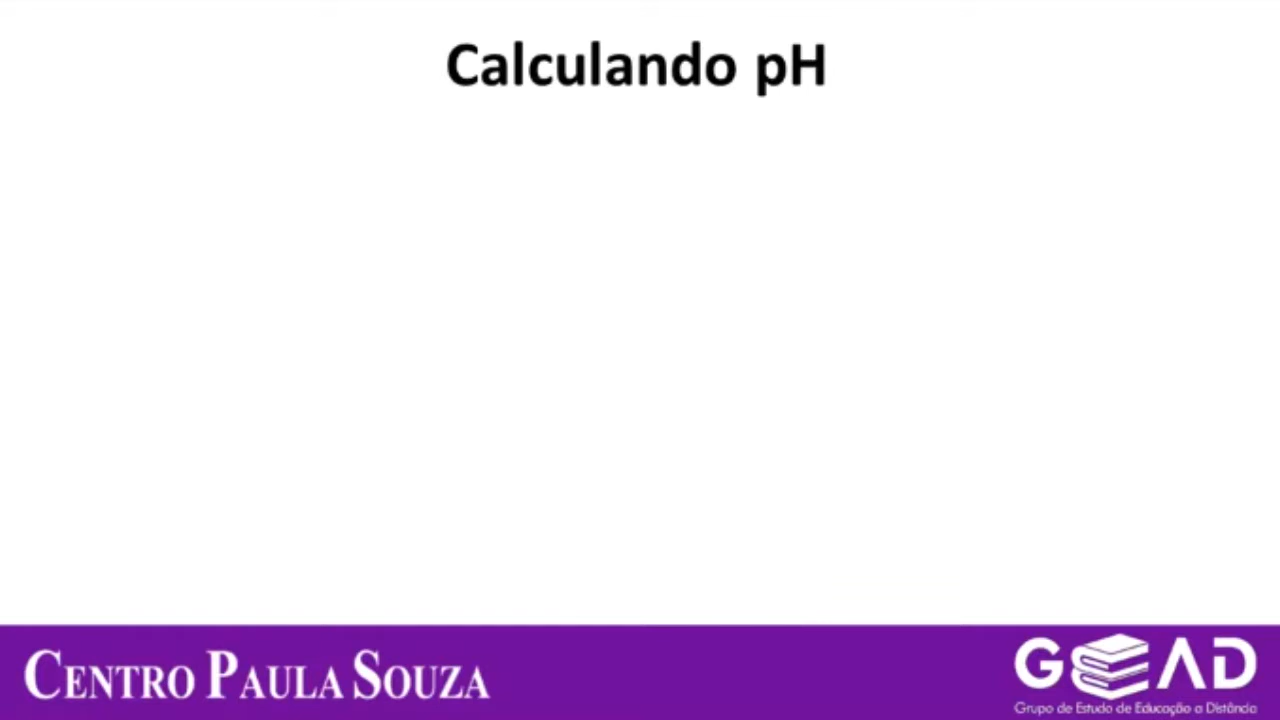 Calculando pH
CENTRO PAULA SOUZA
GEAD
Grupo de Estudo de Educação a Distância